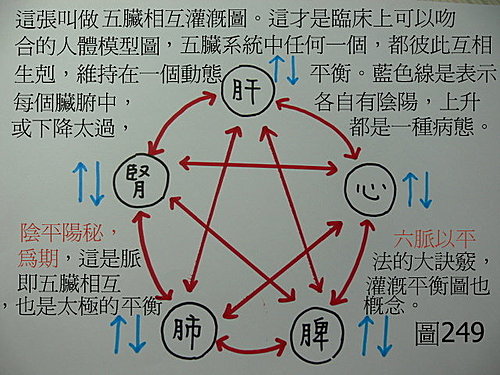 這張叫做 五臟相互灌漑圖。這才是臨床上可以吻
合的人體模型圖，五臟系統中任何一個，都彼此互相
生剋，維持在一個動態 平衡。藍色線是表示
每個臟腑中， 各自有陰陽，上升
或下降太過， 都是一種病態。
肝
腎
心
陰平陽秘， 六脈以平
為期，這是脈 法的大訣竅，
即五臟相互 灌漑平衡圖也
，也是太極的平衡 概念。
肺
脾
圖249